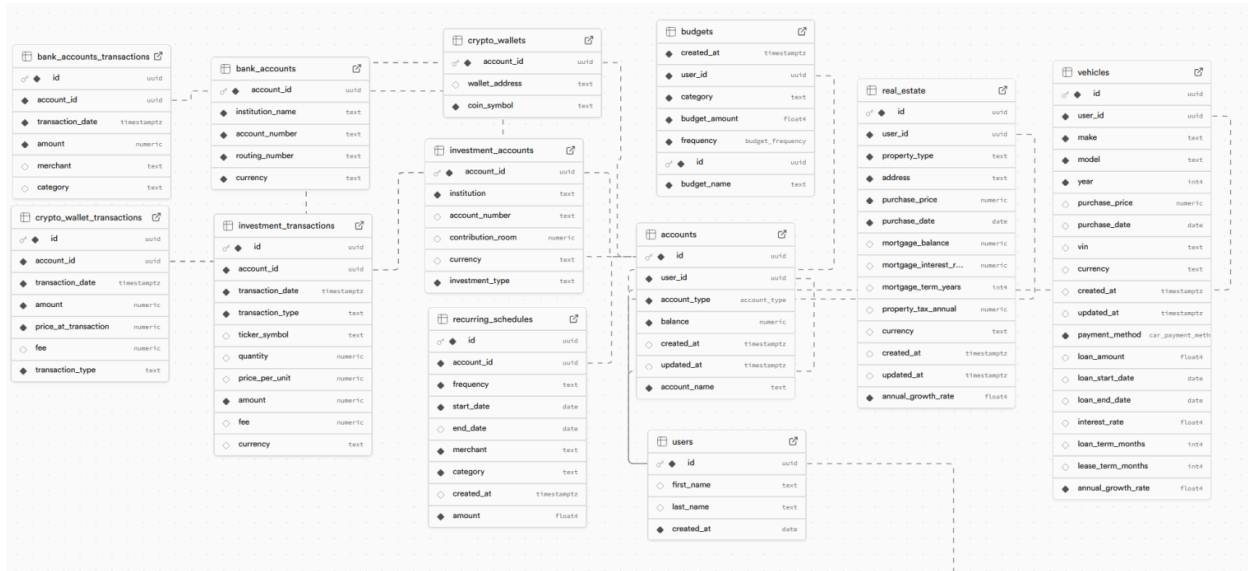 bank_accounts_transactions
id uuid
account_id uuid
transaction_date timestamptz
amount numeric
merchant text
category text
crypto_wallet_transactions
id uuid
account_id uuid
transaction_date timestamptz
amount numeric
price_at_transaction numeric
fee numeric
transaction_type text
bank_accounts
account_id uuid
institution_name text
account_number text
routing_number text
currency text
investment_transactions
id uuid
account_id uuid
transaction_date timestamptz
transaction_type text
ticker_symbol text
quantity numeric
price_per_unit numeric
amount numeric
fee numeric
currency text
crypto_wallets
account_id uuid
wallet_address text
coin_symbol text
investment_accounts
account_id uuid
institution text
account_number text
contribution_room numeric
currency text
investment_type text
recurring_schedules
id uuid
account_id uuid
frequency text
start_date date
end_date date
merchant text
category text
created_at timestamptz
amount float4
budgets
created_at timestamptz
user_id uuid
category text
budget_amount float4
frequency budget_frequency
id uuid
budget_name text
accounts
id uuid
user_id uuid
account_type account_type
balance numeric
created_at timestamptz
updated_at timestamptz
account_name text
users
id uuid
first_name text
last_name text
created_at date
real_estate
id uuid
user_id uuid
property_type text
address text
purchase_price numeric
purchase_date date
mortgage_balance numeric
mortgage_interest_r... numeric
mortgage_term_years int4
property_tax_annual numeric
currency text
created_at timestamptz
updated_at timestamptz
annual_growth_rate float4
vehicles
id uuid
user_id uuid
make text
model text
year int4
purchase_price numeric
purchase_date date
vin text
currency text
created_at timestamptz
updated_at timestamptz
payment_method car_payment_meth
loan_amount float4
loan_start_date date
loan_end_date date
interest_rate float4
loan_term_months int4
lease_term_months int4
annual_growth_rate float4